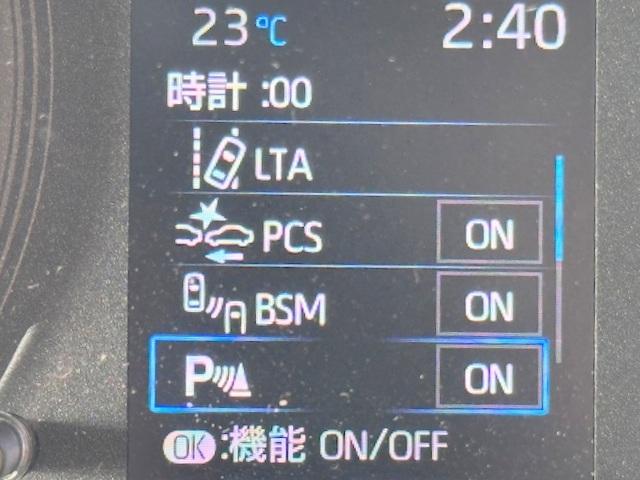 23℃ 2:40
時計 :00
LTA
PCS ON
BSM ON
P ON
OK :機能 ON/OFF